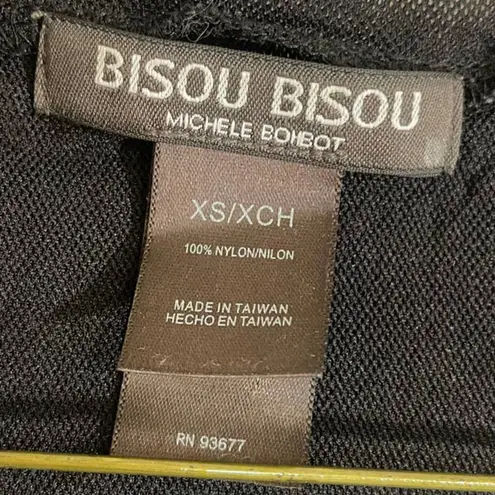 BISOU BISOU
MICHELE BOHBOT
XS/XCH
100% NYLON/NILON
MADE IN TAIWAN
HECHO EN TAIWAN
RN 93677